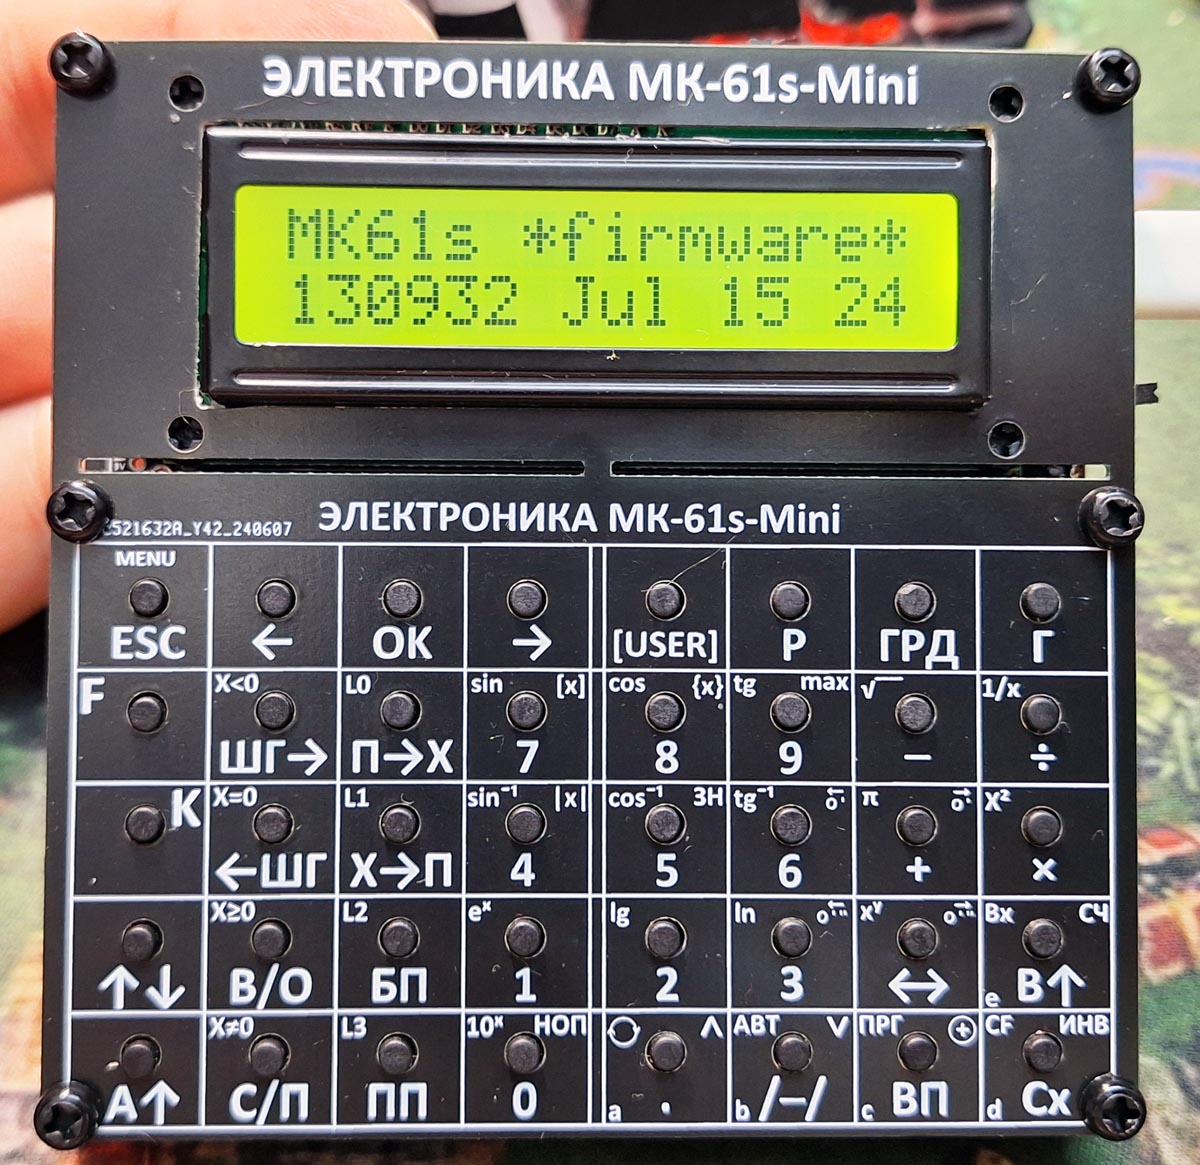 ЭЛЕКТРОНИКА МК-61s-Mini
МК61s *firmware*
130932 Jul 15 24
ЭЛЕКТРОНИКА МК-61s-Mini
521632A_Y42_240607
MENU
ESC ← OK → [USER] Р ГРД Г
F X<0 L0 sin [x] cos {x} tg max √ 1/x
ШГ→ П→X 7 8 9 − ÷
K X=0 L1 sin⁻¹ |x| cos⁻¹ ЗН tg⁻¹ π X²
←ШГ X→П 4 5 6 + ×
X≥0 L2 eˣ lg ln xʸ Вx СЧ
↑↓ В/О БП 1 2 3 ↔ e В↑
X≠0 L3 10ˣ НОП ∧ АВТ ∨ ПРГ ⊕ CF ИНВ
А↑ С/П ПП 0 a . b /−/ c ВП d Cx